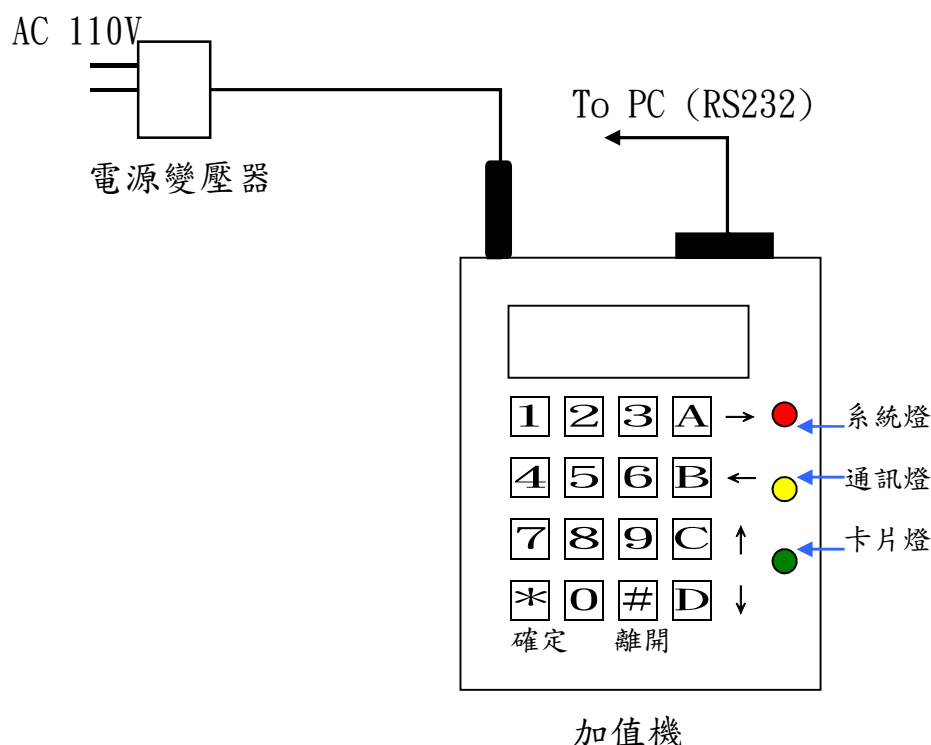 AC 110V
To PC (RS232)
電源變壓器
1 2 3 A → 系統燈
4 5 6 B ← 通訊燈
7 8 9 C ↑ 卡片燈
* 0 # D ↓
確定 離開
加值機